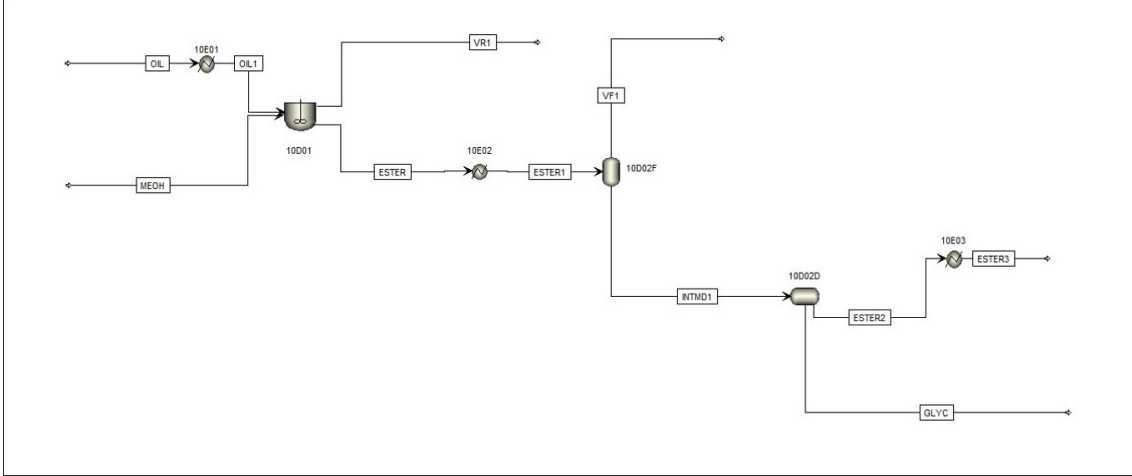 10E01
VR1
OIL
OIL1
VF1
10D01
10E02
10D02F
ESTER
ESTER1
MEOH
10E03
ESTER3
10D02D
INTMD1
ESTER2
GLYC